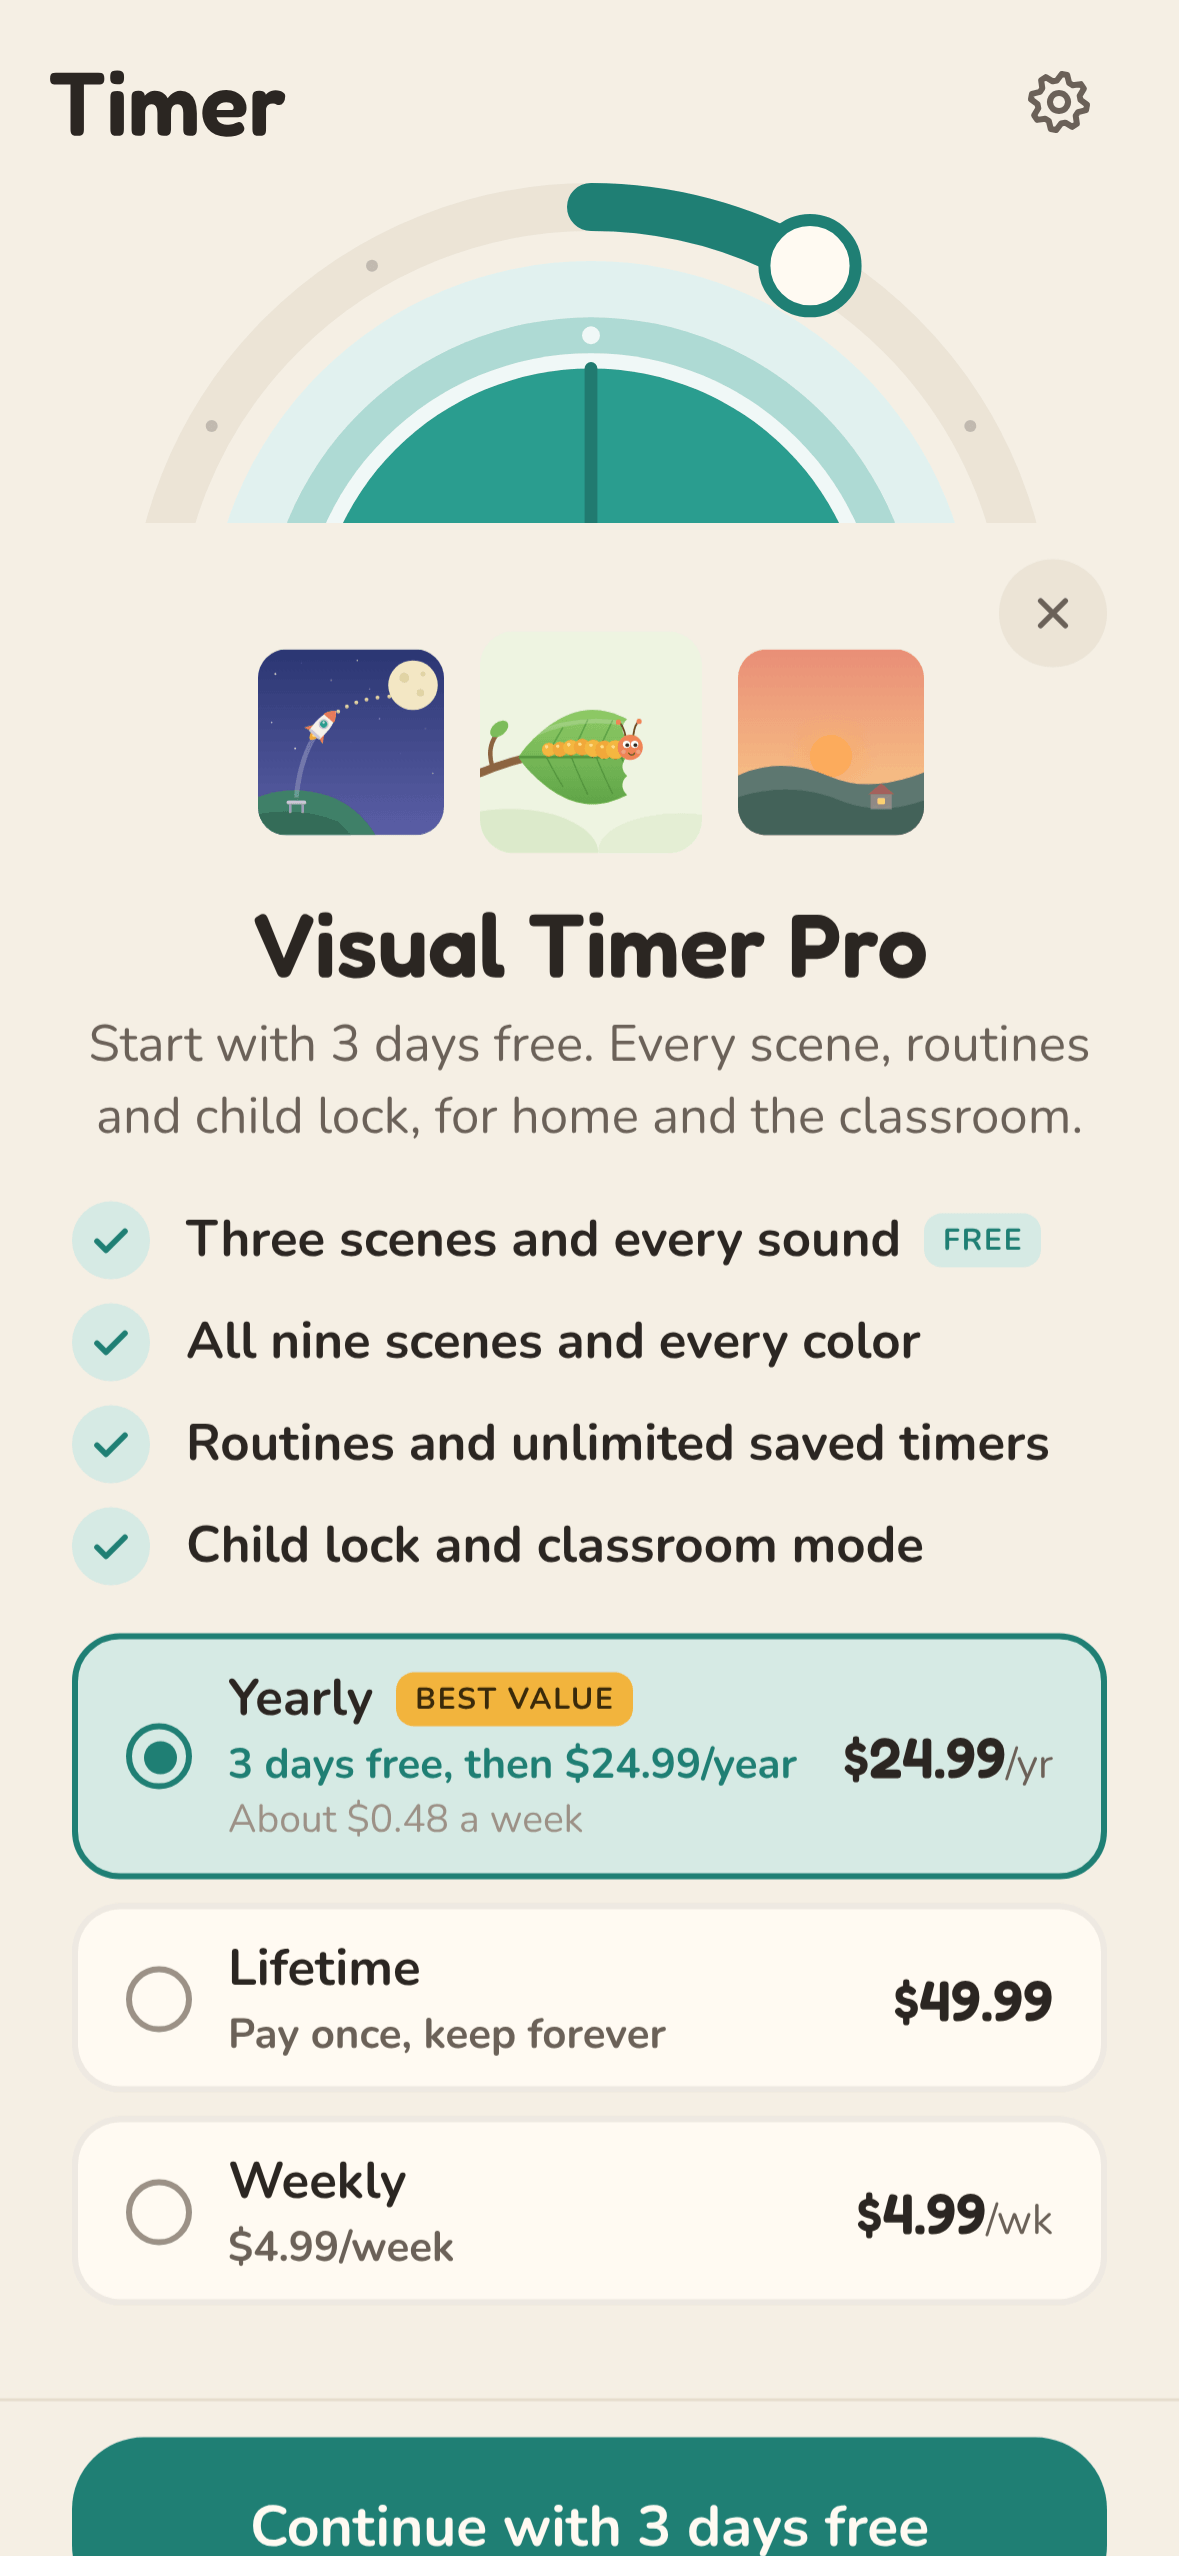 Timer
Visual Timer Pro
Start with 3 days free. Every scene, routines
and child lock, for home and the classroom.
Three scenes and every sound FREE
All nine scenes and every color
Routines and unlimited saved timers
Child lock and classroom mode
Yearly BEST VALUE
3 days free, then $24.99/year $24.99/yr
About $0.48 a week
Lifetime
Pay once, keep forever $49.99
Weekly
$4.99/week $4.99/wk
Continue with 3 days free